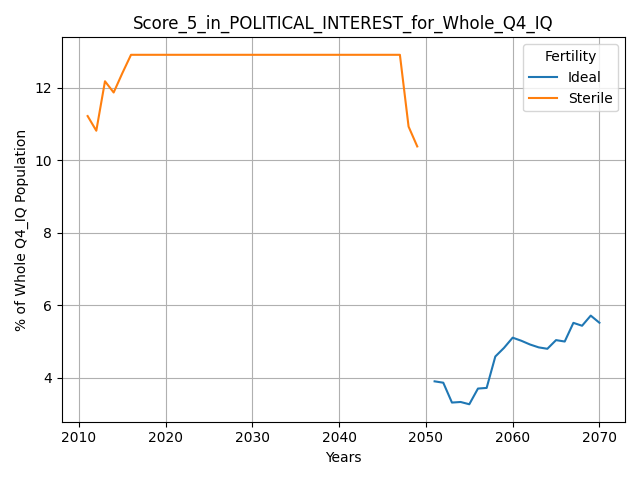 Score_5_in_POLITICAL_INTEREST_for_Whole_Q4_IQ
Fertility
Ideal
Sterile
% of Whole Q4_IQ Population
12
10
8
6
4
2010 2020 2030 2040 2050 2060 2070
Years